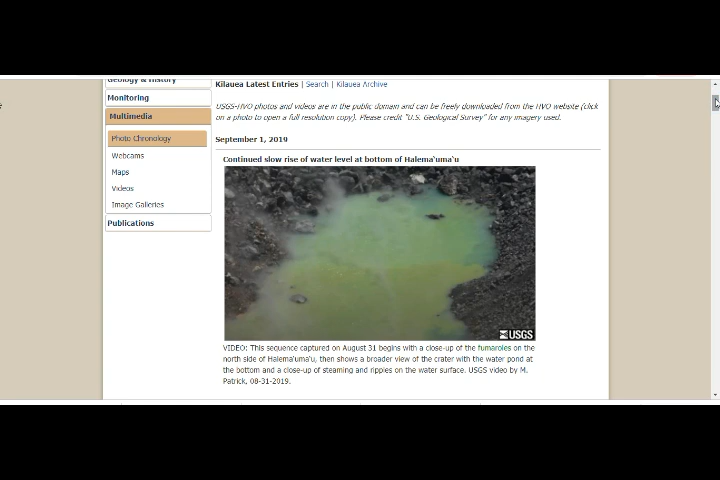 Geology & History
Kilauea Latest Entries | Search | Kilauea Archive
Monitoring
Multimedia
Photo Chronology
Webcams
Maps
Videos
Image Galleries
Publications
USGS-HVO photos and videos are in the public domain and can be freely downloaded from the HVO website (click
on a photo to open a full resolution copy). Please credit "U.S. Geological Survey" for any imagery used.
September 1, 2019
Continued slow rise of water level at bottom of Halema'uma'u
USGS
VIDEO: This sequence captured on August 31 begins with a close-up of the fumaroles on the
north side of Halema'uma'u, then shows a broader view of the crater with the water pond at
the bottom and a close-up of steaming and ripples on the water surface. USGS video by M.
Patrick, 08-31-2019.